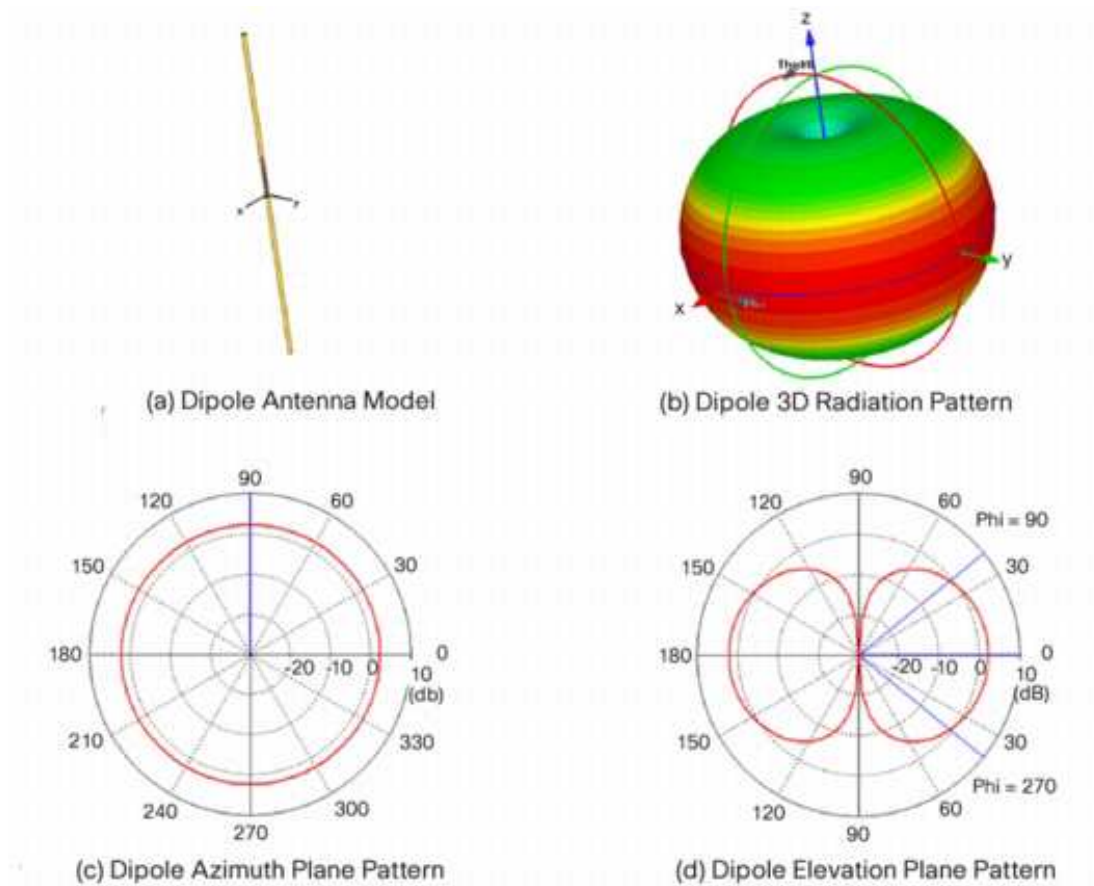 z
Theta
x
y
x
y
(a) Dipole Antenna Model
(b) Dipole 3D Radiation Pattern
90
120
60
150
30
180
0
-20
-10
0
10
(db)
210
330
240
300
270
(c) Dipole Azimuth Plane Pattern
90
120
60
Phi = 90
150
30
180
0
-20
-10
0
10
(dB)
150
30
Phi = 270
120
60
90
(d) Dipole Elevation Plane Pattern